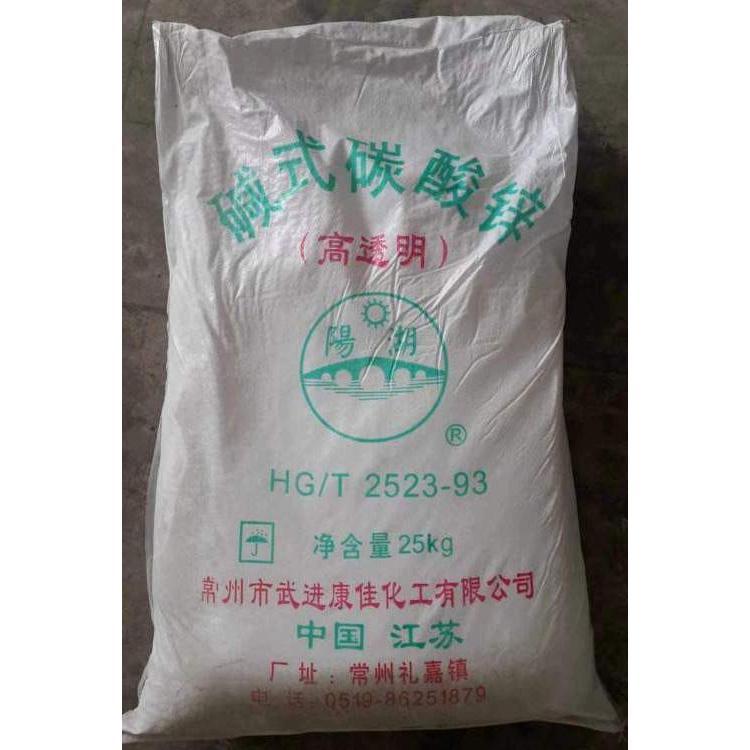 碱式碳酸锌
（高透明）
陽湖
®
HG/T 2523-93
净含量25kg
常州市武进康佳化工有限公司
中国 江苏
厂址：常州礼嘉镇
电话：0519-86251879